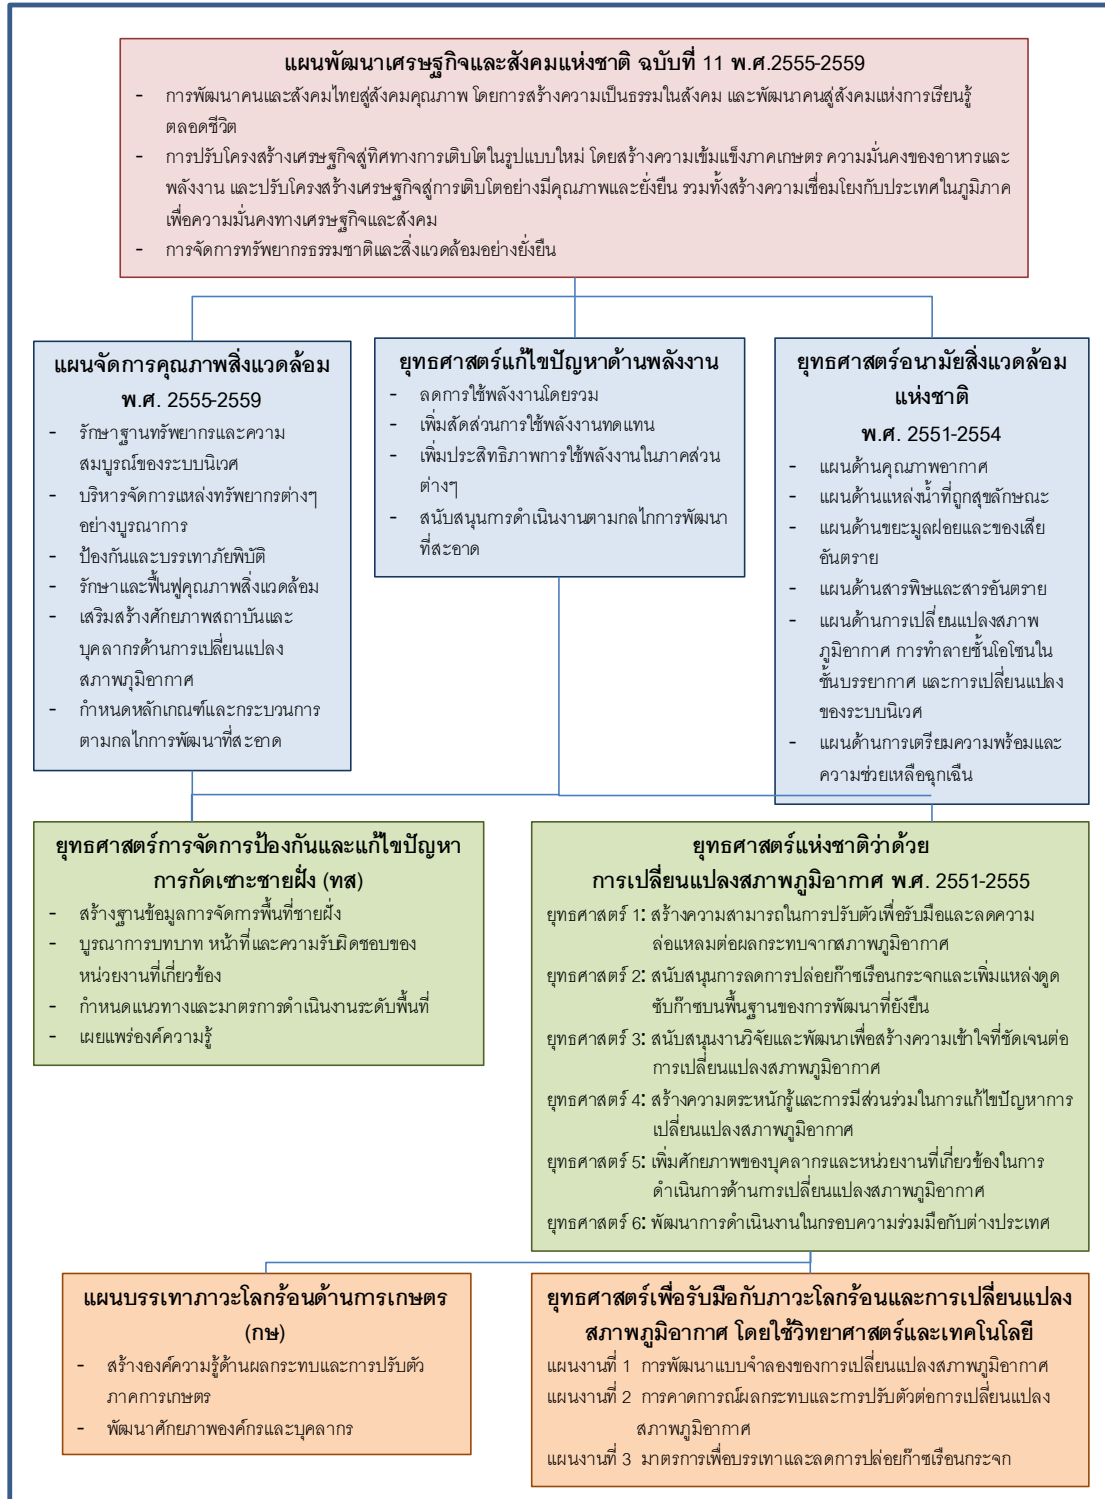 แผนพัฒนาเศรษฐกิจและสังคมแห่งชาติ ฉบับที่ 11 พ.ศ.2555-2559
- การพัฒนาคนและสังคมไทยสู่สังคมคุณภาพ โดยการสร้างความเป็นธรรมในสังคม และพัฒนาคนสู่สังคมแห่งการเรียนรู้
ตลอดชีวิต
- การปรับโครงสร้างเศรษฐกิจสู่ทิศทางการเติบโตในรูปแบบใหม่ โดยสร้างความเข้มแข็งภาคเกษตร ความมั่นคงของอาหารและ
พลังงาน และปรับโครงสร้างเศรษฐกิจสู่การเติบโตอย่างมีคุณภาพและยั่งยืน รวมทั้งสร้างความเชื่อมโยงกับประเทศในภูมิภาค
เพื่อความมั่นคงทางเศรษฐกิจและสังคม
- การจัดการทรัพยากรธรรมชาติและสิ่งแวดล้อมอย่างยั่งยืน
แผนจัดการคุณภาพสิ่งแวดล้อม
พ.ศ. 2555-2559
- รักษาฐานทรัพยากรและความ
สมบูรณ์ของระบบนิเวศ
- บริหารจัดการแหล่งทรัพยากรต่างๆ
อย่างบูรณาการ
- ป้องกันและบรรเทาภัยพิบัติ
- รักษาและฟื้นฟูคุณภาพสิ่งแวดล้อม
- เสริมสร้างศักยภาพสถาบันและ
บุคลากรด้านการเปลี่ยนแปลง
สภาพภุมิอากาศ
- กำหนดหลักเกณฑ์และกระบวนการ
ตามกลไกการพัฒนาที่สะอาด
ยุทธศาสตร์แก้ไขปัญหาด้านพลังงาน
- ลดการใช้พลังงานโดยรวม
- เพิ่มสัดส่วนการใช้พลังงานทดแทน
- เพิ่มประสิทธิภาพการใช้พลังงานในภาคส่วน
ต่างๆ
- สนับสนุนการดำเนินงานตามกลไกการพัฒนา
ที่สะอาด
ยุทธศาสตร์อนามัยสิ่งแวดล้อม
แห่งชาติ
พ.ศ. 2551-2554
- แผนด้านคุณภาพอากาศ
- แผนด้านแหล่งน้ำที่ถูกสุขลักษณะ
- แผนด้านขยะมูลฝอยและของเสีย
อันตราย
- แผนด้านสารพิษและสารอันตราย
- แผนด้านการเปลี่ยนแปลงสภาพ
ภูมิอากาศ การทำลายชั้นโอโซนใน
ชั้นบรรยากาศ และการเปลี่ยนแปลง
ของระบบนิเวศ
- แผนด้านการเตรียมความพร้อมและ
ความช่วยเหลือฉุกเฉิน
ยุทธศาสตร์การจัดการป้องกันและแก้ไขปัญหา
การกัดเซาะชายฝั่ง (ทส)
- สร้างฐานข้อมูลการจัดการพื้นที่ชายฝั่ง
- บูรณาการบทบาท หน้าที่และความรับผิดชอบของ
หน่วยงานที่เกี่ยวข้อง
- กำหนดแนวทางและมาตรการดำเนินงานระดับพื้นที่
- เผยแพร่องค์ความรู้
ยุทธศาสตร์แห่งชาติว่าด้วย
การเปลี่ยนแปลงสภาพภูมิอากาศ พ.ศ. 2551-2555
ยุทธศาสตร์ 1: สร้างความสามารถในการปรับตัวเพื่อรับมือและลดความ
ล่อแหลมต่อผลกระทบจากสภาพภูมิอากาศ
ยุทธศาสตร์ 2: สนับสนุนการลดการปล่อยก๊าซเรือนกระจกและเพิ่มแหล่งดูด
ซับก๊าซบนพื้นฐานของการพัฒนาที่ยังยืน
ยุทธศาสตร์ 3: สนับสนุนงานวิจัยและพัฒนาเพื่อสร้างความเข้าใจที่ชัดเจนต่อ
การเปลี่ยนแปลงสภาพภูมิอากาศ
ยุทธศาสตร์ 4: สร้างความตระหนักรู้และการมีส่วนร่วมในการแก้ไขปัญหาการ
เปลี่ยนแปลงสภาพภูมิอากาศ
ยุทธศาสตร์ 5: เพิ่มศักยภาพของบุคลากรและหน่วยงานที่เกี่ยวข้องในการ
ดำเนินการด้านการเปลี่ยนแปลงสภาพภูมิอากาศ
ยุทธศาสตร์ 6: พัฒนาการดำเนินงานในกรอบความร่วมมือกับต่างประเทศ
แผนบรรเทาภาวะโลกร้อนด้านการเกษตร
(กษ)
- สร้างองค์ความรู้ด้านผลกระทบและการปรับตัว
ภาคการเกษตร
- พัฒนาศักยภาพองค์กรและบุคลากร
ยุทธศาสตร์เพื่อรับมือกับภาวะโลกร้อนและการเปลี่ยนแปลง
สภาพภูมิอากาศ โดยใช้วิทยาศาสตร์และเทคโนโลยี
แผนงานที่ 1 การพัฒนาแบบจำลองของการเปลี่ยนแปลงสภาพภูมิอากาศ
แผนงานที่ 2 การคาดการณ์ผลกระทบและการปรับตัวต่อการเปลี่ยนแปลง
สภาพภูมิอากาศ
แผนงานที่ 3 มาตรการเพื่อบรรเทาและลดการปล่อยก๊าซเรือนกระจก